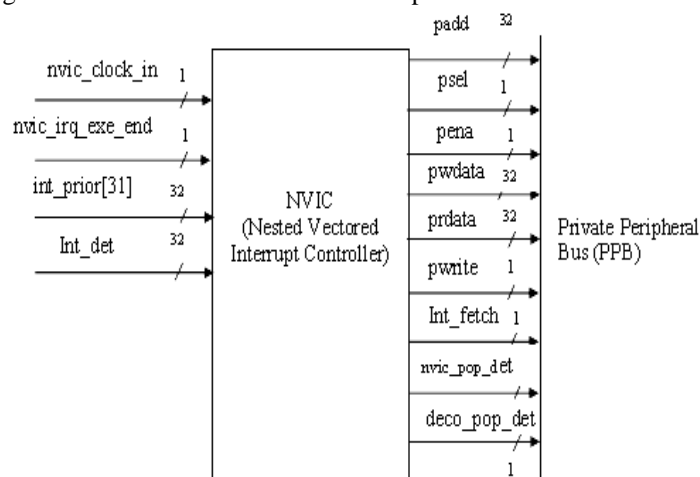 padd 32
nvic_clock_in 1
psel 1
nvic_irq_exe_end 1
pena 1
int_prior[31] 32
pwdata 32
Int_det 32
prdata 32
pwrite 1
Int_fetch 1
nvic_pop_det
deco_pop_det
1
NVIC
(Nested Vectored
Interrupt Controller)
Private Peripheral
Bus (PPB)